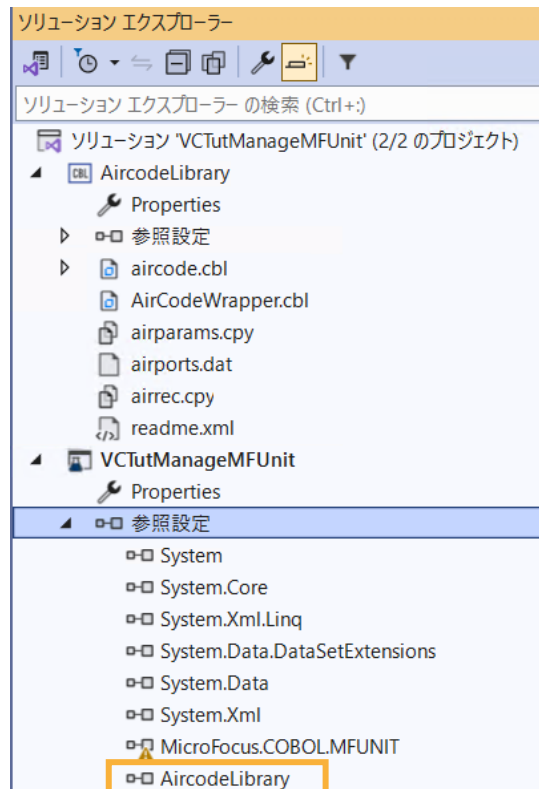 ソリューション エクスプローラー
ソリューション エクスプローラー の検索 (Ctrl+:)
ソリューション 'VCTutManageMFUnit' (2/2 のプロジェクト)
CBL AircodeLibrary
Properties
参照設定
aircode.cbl
AirCodeWrapper.cbl
airparams.cpy
airports.dat
airrec.cpy
readme.xml
VCTutManageMFUnit
Properties
参照設定
System
System.Core
System.Xml.Linq
System.Data.DataSetExtensions
System.Data
System.Xml
MicroFocus.COBOL.MFUNIT
AircodeLibrary